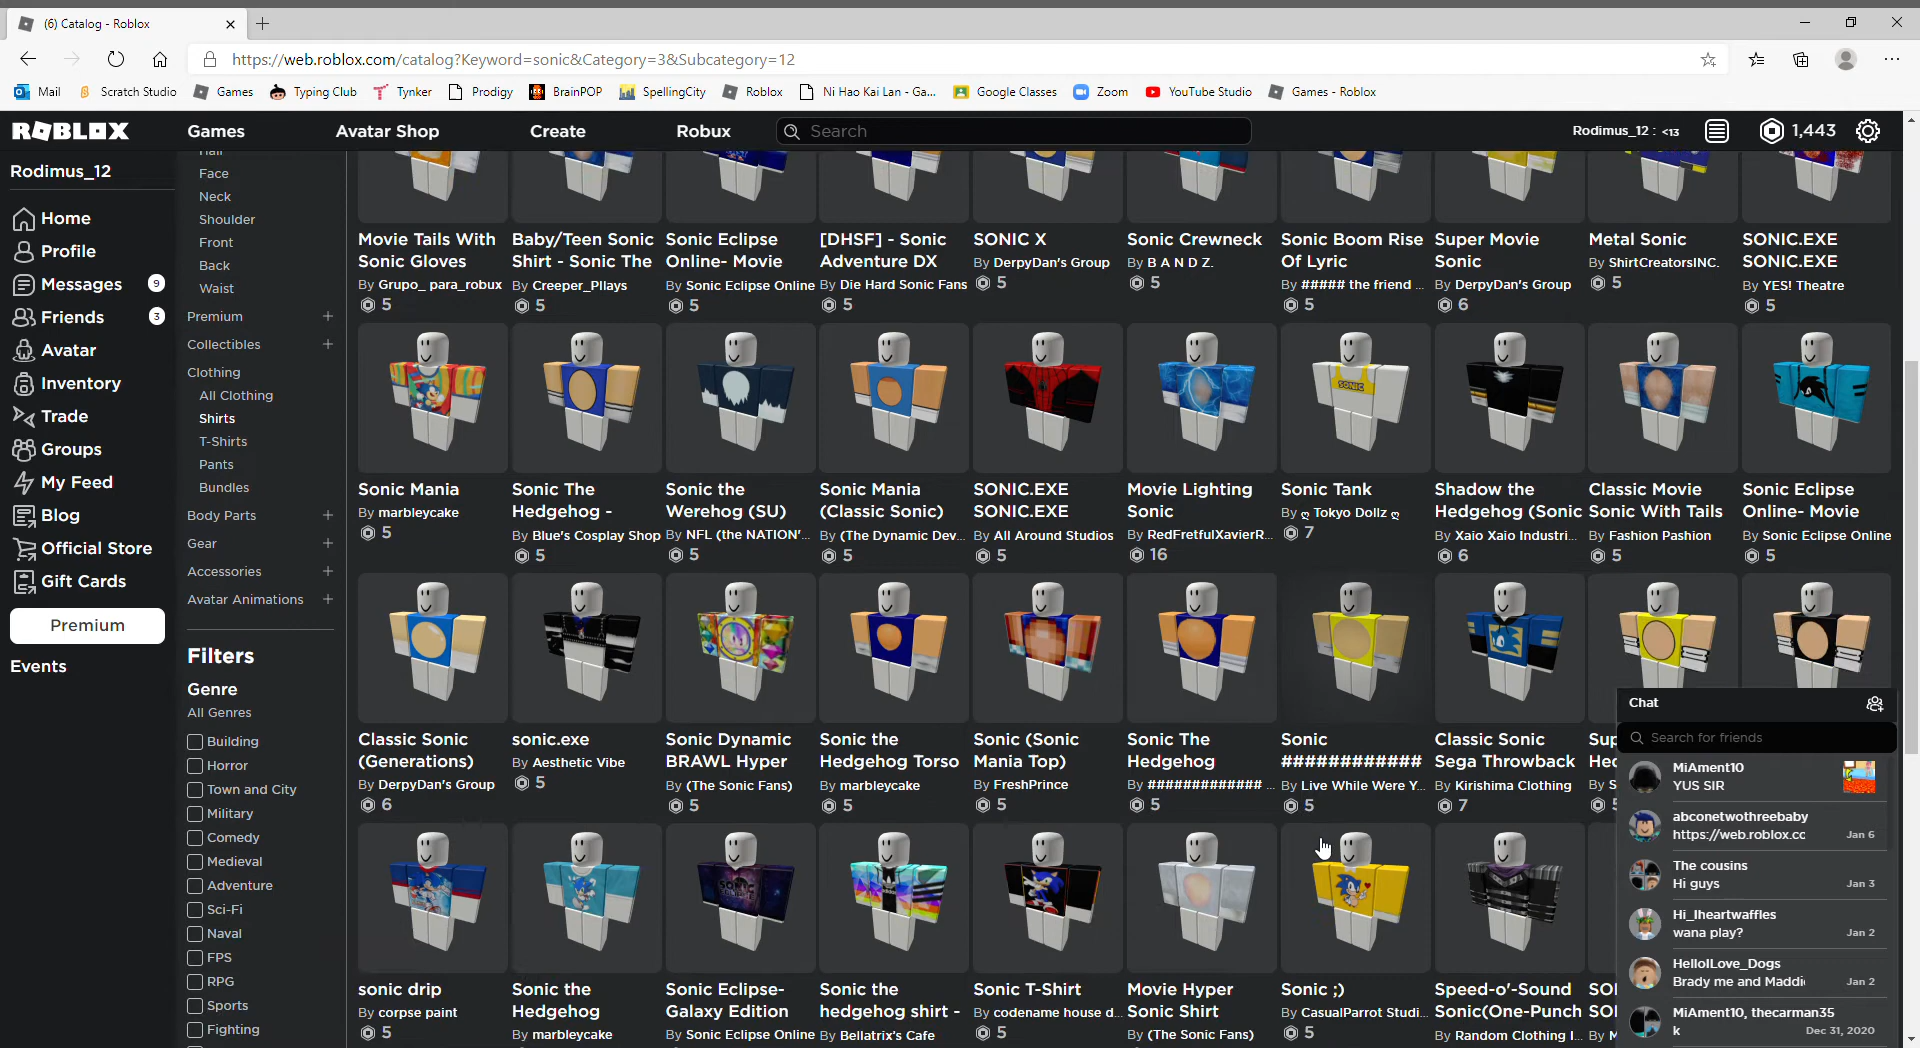 (6) Catalog - Roblox
https://web.roblox.com/catalog?Keyword=sonic&Category=3&Subcategory=12
Mail Scratch Studio Games Typing Club Tynker Prodigy BrainPOP SpellingCity Roblox Ni Hao Kai Lan - Ga... Google Classes Zoom YouTube Studio Games - Roblox
ROBLOX Games Avatar Shop Create Robux Search Rodimus_12 : <13 1,443
Rodimus_12
Home
Profile
Messages 9
Friends 3
Avatar
Inventory
Trade
Groups
My Feed
Blog
Official Store
Gift Cards
Premium
Events
Hair
Face
Neck
Shoulder
Front
Back
Waist
Premium +
Collectibles +
Clothing
All Clothing
Shirts
T-Shirts
Pants
Bundles
Body Parts +
Gear +
Accessories +
Avatar Animations +
Filters
Genre
All Genres
Building
Horror
Town and City
Military
Comedy
Medieval
Adventure
Sci-Fi
Naval
FPS
RPG
Sports
Fighting
Movie Tails With Baby/Teen Sonic Sonic Eclipse [DHSF] - Sonic SONIC X Sonic Crewneck Sonic Boom Rise Super Movie Metal Sonic SONIC.EXE
Sonic Gloves Shirt - Sonic The Online- Movie Adventure DX By DerpyDan's Group By B A N D Z. Of Lyric Sonic By ShirtCreatorsINC. SONIC.EXE
By Grupo_ para_robux By Creeper_Pllays By Sonic Eclipse Online By Die Hard Sonic Fans 5 5 By ##### the friend ... By DerpyDan's Group 5 By YES! Theatre
5 5 5 5 5 6 5
SONIC
Sonic Mania Sonic The Sonic the Sonic Mania SONIC.EXE Movie Lighting Sonic Tank Shadow the Classic Movie Sonic Eclipse
By marbleycake Hedgehog - Werehog (SU) (Classic Sonic) SONIC.EXE Sonic By ღ Tokyo Dollz ღ Hedgehog (Sonic Sonic With Tails Online- Movie
5 By Blue's Cosplay Shop By NFL (the NATION'... By (The Dynamic Dev... By All Around Studios By RedFretfulXavierR... 7 By Xaio Xaio Industri... By Fashion Pashion By Sonic Eclipse Online
5 5 5 5 16 6 5 5
Classic Sonic sonic.exe Sonic Dynamic Sonic the Sonic (Sonic Sonic The Sonic Classic Sonic Sup
(Generations) By Aesthetic Vibe BRAWL Hyper Hedgehog Torso Mania Top) Hedgehog ############ Sega Throwback Hec
By DerpyDan's Group 5 By (The Sonic Fans) By marbleycake By FreshPrince By ############# ... By Live While Were Y... By Kirishima Clothing By S
6 5 5 5 5 5 7 5
SONIC
adidas
sonic drip Sonic the Sonic Eclipse- Sonic the Sonic T-Shirt Movie Hyper Sonic ;) Speed-o'-Sound SOI
By corpse paint Hedgehog Galaxy Edition hedgehog shirt - By codename house d... Sonic Shirt By CasualParrot Studi... Sonic(One-Punch SOI
5 By marbleycake By Sonic Eclipse Online By Bellatrix's Cafe 5 By (The Sonic Fans) 5 By Random Clothing I... By M
Chat
Search for friends
MiAment10
YUS SIR
abconetwothreebaby
https://web.roblox.cc Jan 6
The cousins
Hi guys Jan 3
Hi_Iheartwaffles
wana play? Jan 2
HelloILove_Dogs
Brady me and Maddi Jan 2
MiAment10, thecarman35
k Dec 31, 2020